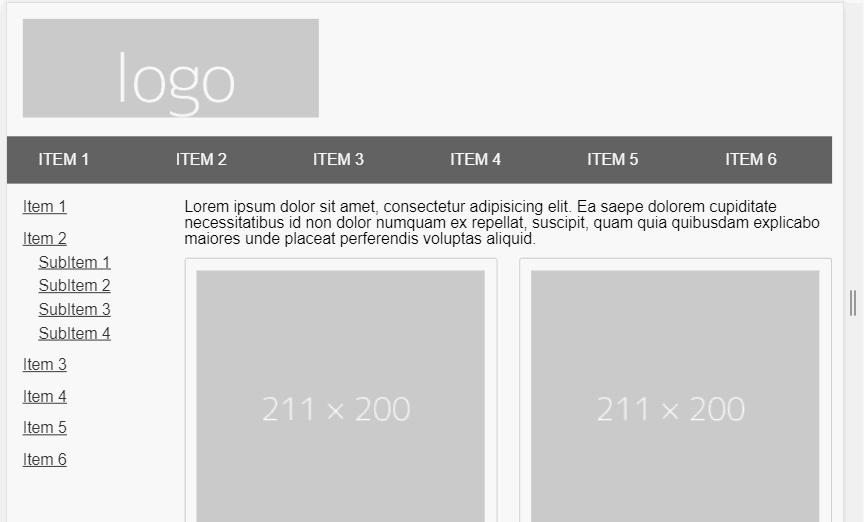 logo
ITEM 1 ITEM 2 ITEM 3 ITEM 4 ITEM 5 ITEM 6
Item 1
Item 2
SubItem 1
SubItem 2
SubItem 3
SubItem 4
Item 3
Item 4
Item 5
Item 6
Lorem ipsum dolor sit amet, consectetur adipisicing elit. Ea saepe dolorem cupiditate
necessitatibus id non dolor numquam ex repellat, suscipit, quam quia quibusdam explicabo
maiores unde placeat perferendis voluptas aliquid.
211 × 200
211 × 200